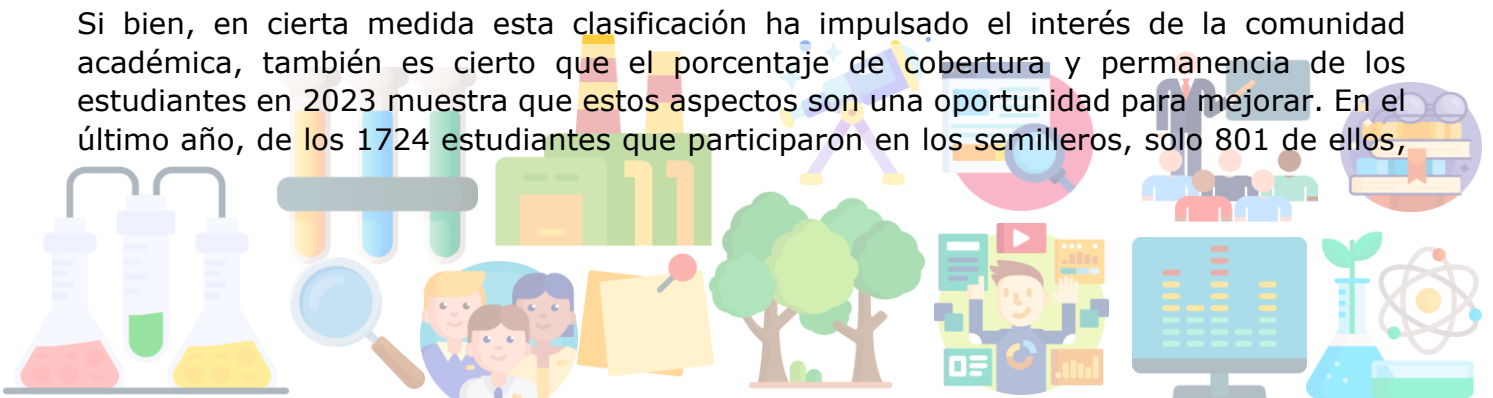 Si bien, en cierta medida esta clasificación ha impulsado el interés de la comunidad
académica, también es cierto que el porcentaje de cobertura y permanencia de los
estudiantes en 2023 muestra que estos aspectos son una oportunidad para mejorar. En el
último año, de los 1724 estudiantes que participaron en los semilleros, solo 801 de ellos,